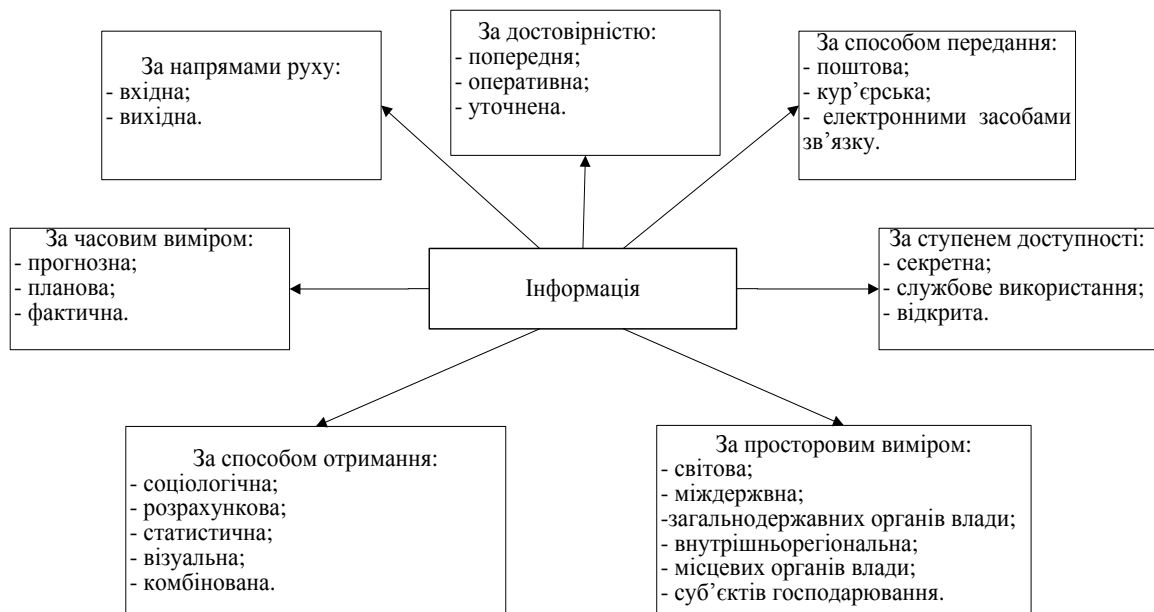 За напрямами руху:
- вхідна;
- вихідна.
За достовірністю:
- попередня;
- оперативна;
- уточнена.
За способом передання:
- поштова;
- кур’єрська;
- електронними засобами
зв’язку.
За часовим виміром:
- прогнозна;
- планова;
- фактична.
Інформація
За ступенем доступності:
- секретна;
- службове використання;
- відкрита.
За способом отримання:
- соціологічна;
- розрахункова;
- статистична;
- візуальна;
- комбінована.
За просторовим виміром:
- світова;
- міждержвна;
-загальнодержавних органів влади;
- внутрішньорегіональна;
- місцевих органів влади;
- суб’єктів господарювання.